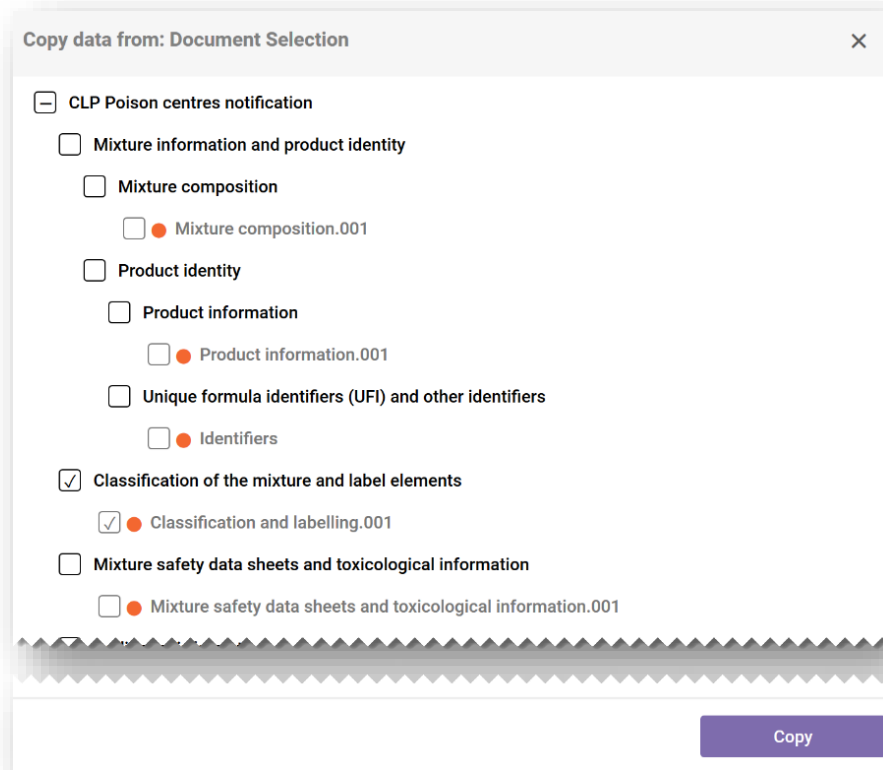 Copy data from: Document Selection
CLP Poison centres notification
Mixture information and product identity
Mixture composition
Mixture composition.001
Product identity
Product information
Product information.001
Unique formula identifiers (UFI) and other identifiers
Identifiers
Classification of the mixture and label elements
Classification and labelling.001
Mixture safety data sheets and toxicological information
Mixture safety data sheets and toxicological information.001
Copy